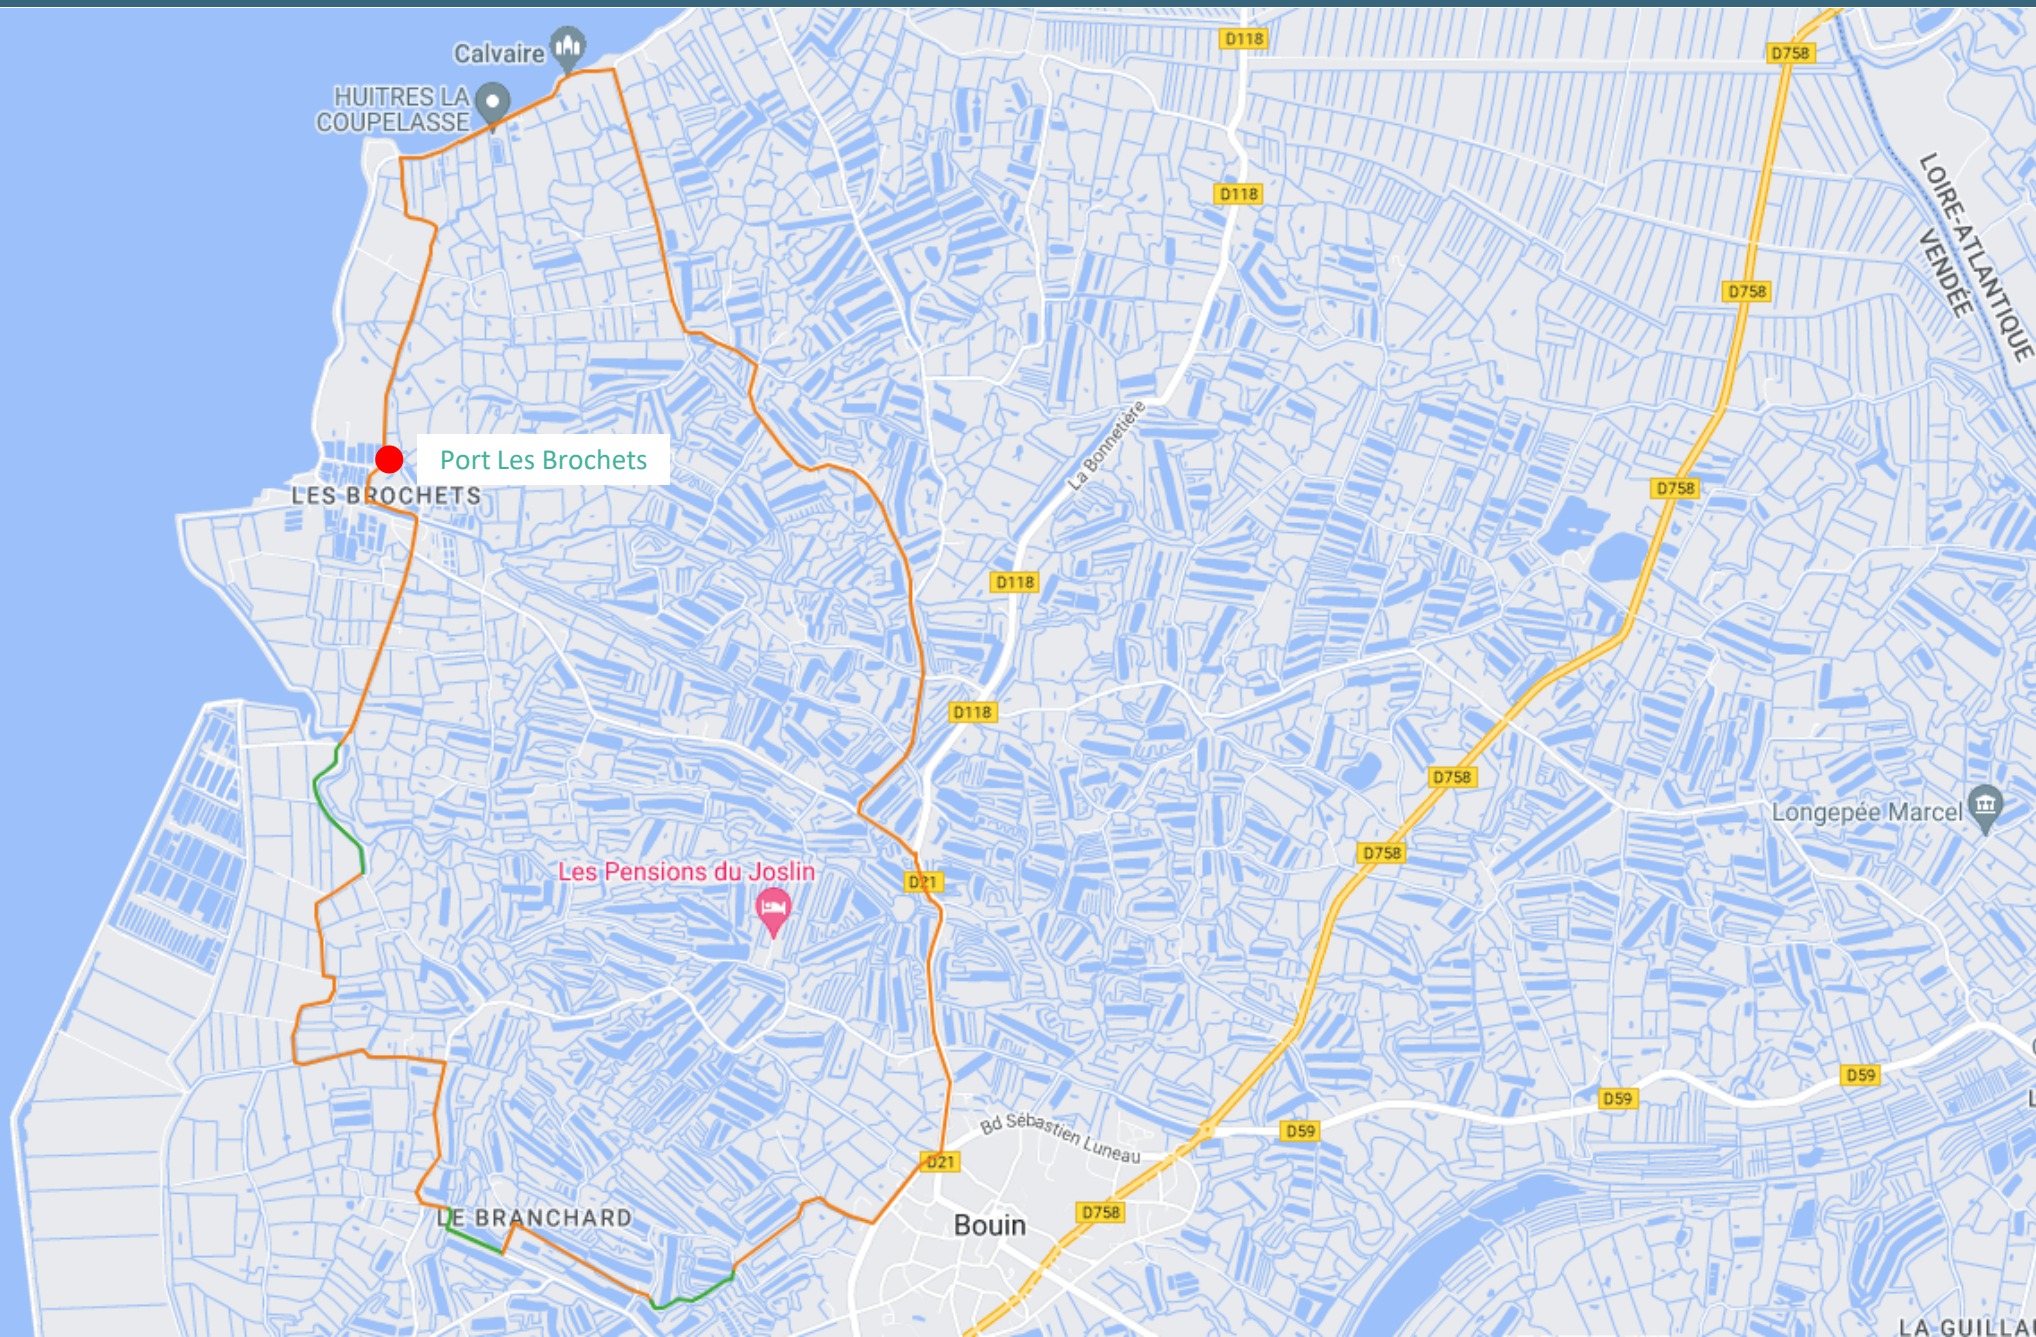 D118
D758
Calvaire
HUITRES LA
COUPELASSE
D118
LOIRE-ATLANTIQUE
VENDÉE
D758
La Bonnetière
Port Les Brochets
LES BROCHETS
D758
D118
D118
D758
Longepée Marcel
D758
Les Pensions du Joslin
D21
D59
D59
Bd Sébastien Luneau
D59
D21
D758
LE BRANCHARD
Bouin
LA GUILLA